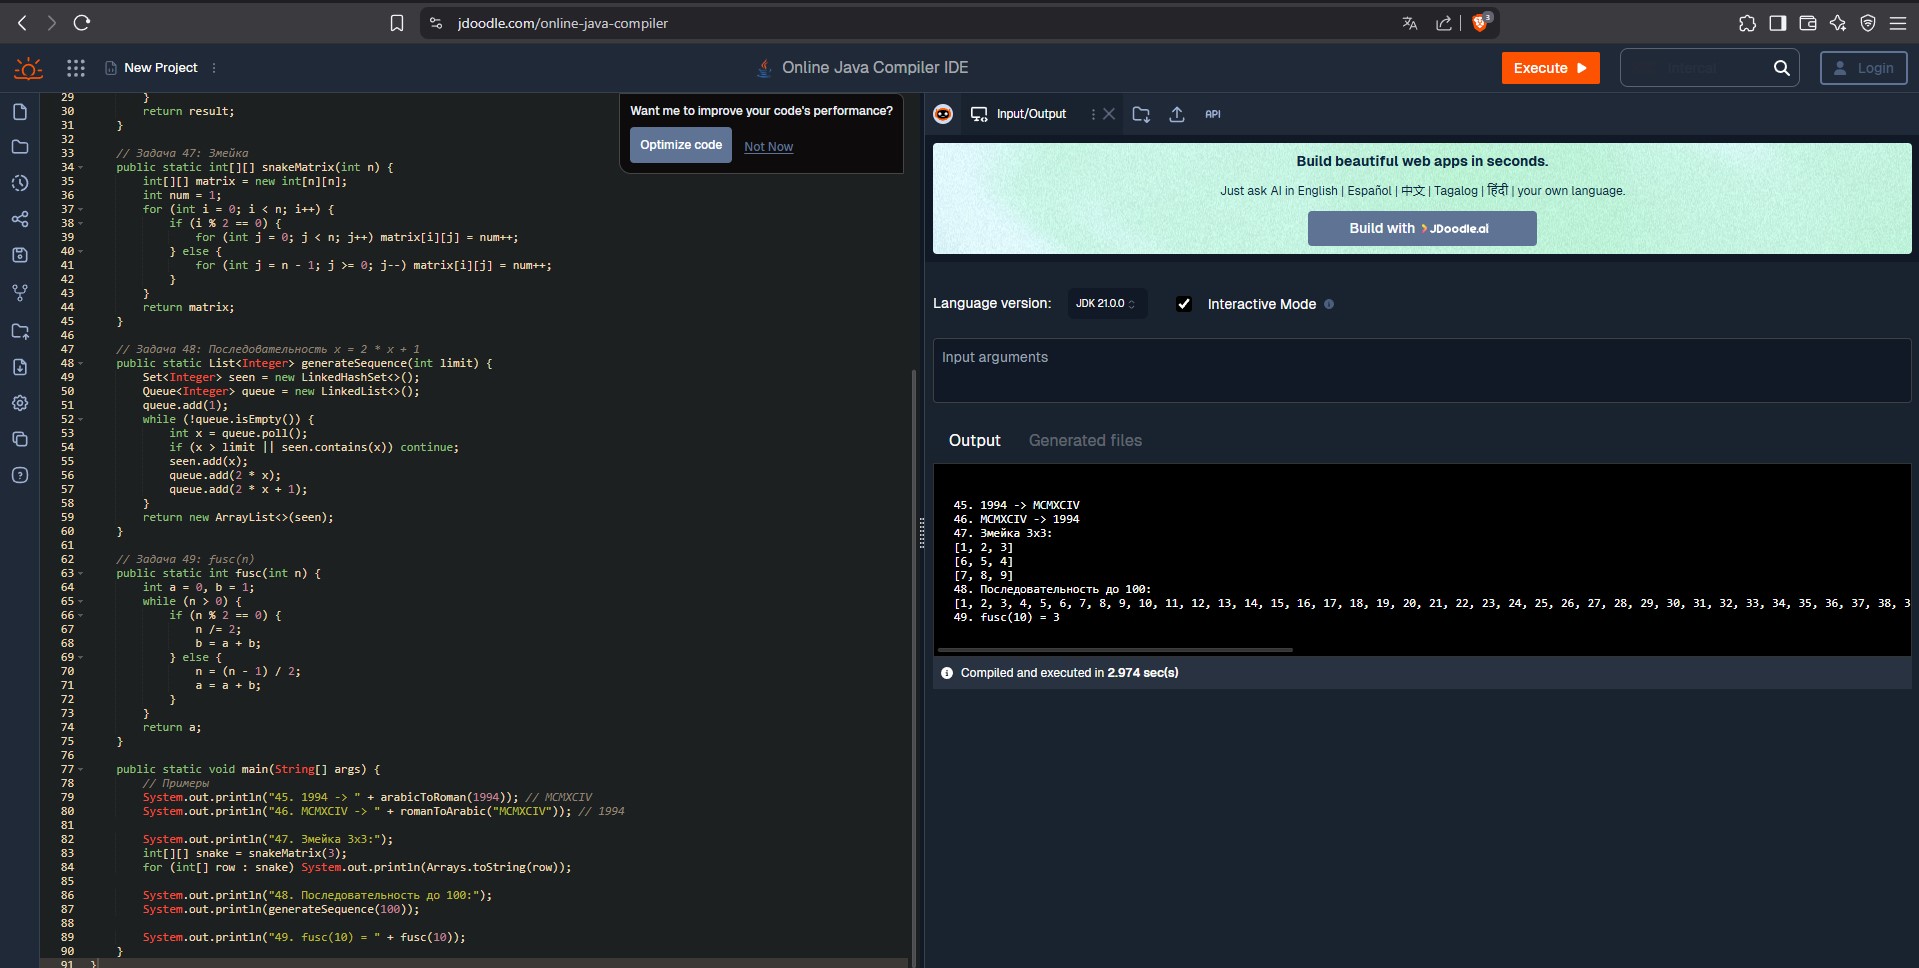 jdoodle.com/online-java-compiler
3
New Project
Online Java Compiler IDE
Execute
Login
29 }
30 return result;
31 }
32
33 // Задача 47: Змейка
34 public static int[][] snakeMatrix(int n) {
35 int[][] matrix = new int[n][n];
36 int num = 1;
37 for (int i = 0; i < n; i++) {
38 if (i % 2 == 0) {
39 for (int j = 0; j < n; j++) matrix[i][j] = num++;
40 } else {
41 for (int j = n - 1; j >= 0; j--) matrix[i][j] = num++;
42 }
43 }
44 return matrix;
45 }
46
47 // Задача 48: Последовательность x = 2 * x + 1
48 public static List<Integer> generateSequence(int limit) {
49 Set<Integer> seen = new LinkedHashSet<>();
50 Queue<Integer> queue = new LinkedList<>();
51 queue.add(1);
52 while (!queue.isEmpty()) {
53 int x = queue.poll();
54 if (x > limit || seen.contains(x)) continue;
55 seen.add(x);
56 queue.add(2 * x);
57 queue.add(2 * x + 1);
58 }
59 return new ArrayList<>(seen);
60 }
61
62 // Задача 49: fusc(n)
63 public static int fusc(int n) {
64 int a = 0, b = 1;
65 while (n > 0) {
66 if (n % 2 == 0) {
67 n /= 2;
68 b = a + b;
69 } else {
70 n = (n - 1) / 2;
71 a = a + b;
72 }
73 }
74 return a;
75 }
76
77 public static void main(String[] args) {
78 // Примеры
79 System.out.println("45. 1994 -> " + arabicToRoman(1994)); // MCMXCIV
80 System.out.println("46. MCMXCIV -> " + romanToArabic("MCMXCIV")); // 1994
81
82 System.out.println("47. Змейка 3x3:");
83 int[][] snake = snakeMatrix(3);
84 for (int[] row : snake) System.out.println(Arrays.toString(row));
85
86 System.out.println("48. Последовательность до 100:");
87 System.out.println(generateSequence(100));
88
89 System.out.println("49. fusc(10) = " + fusc(10));
90 }
91 }
Want me to improve your code's performance?
Optimize code
Not Now
Input/Output
API
Build beautiful web apps in seconds.
Just ask AI in English | Español | 中文 | Tagalog | हिंदी | your own language.
Build with JDoodle.ai
Language version:
JDK 21.0.0
Interactive Mode
Input arguments
Output
Generated files
45. 1994 -> MCMXCIV
46. MCMXCIV -> 1994
47. Змейка 3x3:
[1, 2, 3]
[6, 5, 4]
[7, 8, 9]
48. Последовательность до 100:
[1, 2, 3, 4, 5, 6, 7, 8, 9, 10, 11, 12, 13, 14, 15, 16, 17, 18, 19, 20, 21, 22, 23, 24, 25, 26, 27, 28, 29, 30, 31, 32, 33, 34, 35, 36, 37, 38, 3
49. fusc(10) = 3
Compiled and executed in 2.974 sec(s)